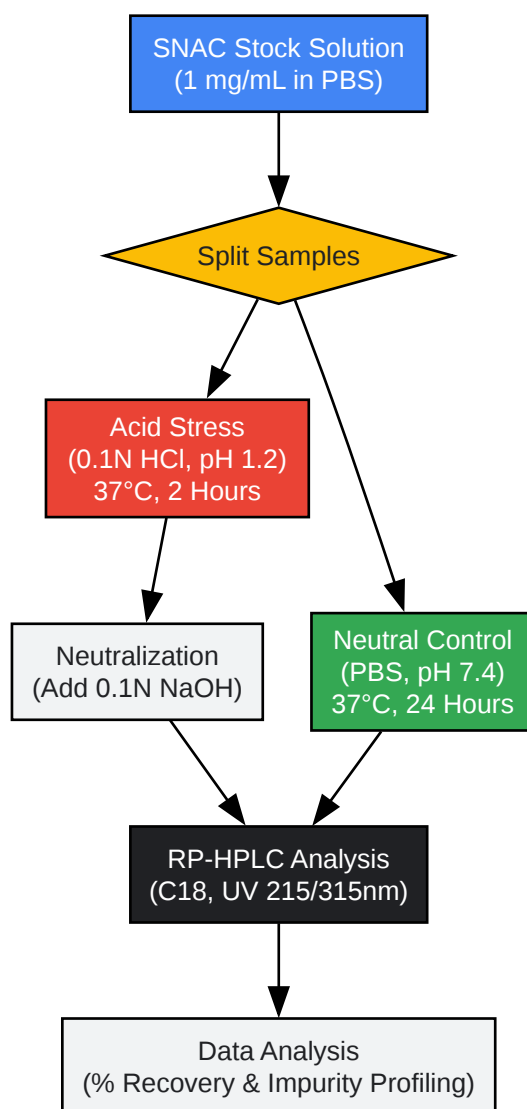 SNAC Stock Solution
(1 mg/mL in PBS)
Split Samples
Acid Stress
(0.1N HCl, pH 1.2)
37°C, 2 Hours
Neutralization
(Add 0.1N NaOH)
Neutral Control
(PBS, pH 7.4)
37°C, 24 Hours
RP-HPLC Analysis
(C18, UV 215/315nm)
Data Analysis
(% Recovery & Impurity Profiling)